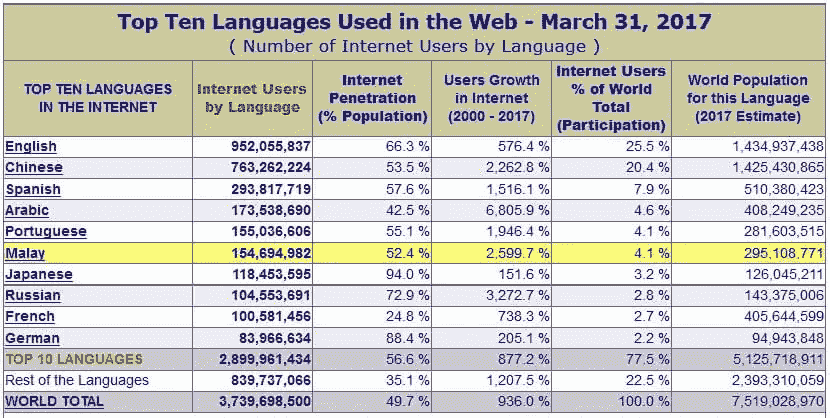 Top Ten Languages Used in the Web - March 31, 2017
( Number of Internet Users by Language )
TOP TEN LANGUAGES IN THE INTERNET | Internet Users by Language | Internet Penetration (% Population) | Users Growth in Internet (2000 - 2017) | Internet Users % of World Total (Participation) | World Population for this Language (2017 Estimate)
English 952,055,837 66.3 % 576.4 % 25.5 % 1,434,937,438
Chinese 763,262,224 53.5 % 2,262.8 % 20.4 % 1,425,430,865
Spanish 293,817,719 57.6 % 1,516.1 % 7.9 % 510,380,423
Arabic 173,538,690 42.5 % 6,805.9 % 4.6 % 408,249,235
Portuguese 155,036,606 55.1 % 1,946.4 % 4.1 % 281,603,515
Malay 154,694,982 52.4 % 2,599.7 % 4.1 % 295,108,771
Japanese 118,453,595 94.0 % 151.6 % 3.2 % 126,045,211
Russian 104,553,691 72.9 % 3,272.7 % 2.8 % 143,375,006
French 100,581,456 24.8 % 738.3 % 2.7 % 405,644,599
German 83,966,634 88.4 % 205.1 % 2.2 % 94,943,848
TOP 10 LANGUAGES 2,899,961,434 56.6 % 877.2 % 77.5 % 5,125,718,911
Rest of the Languages 839,737,066 35.1 % 1,207.5 % 22.5 % 2,393,310,059
WORLD TOTAL 3,739,698,500 49.7 % 936.0 % 100.0 % 7,519,028,970